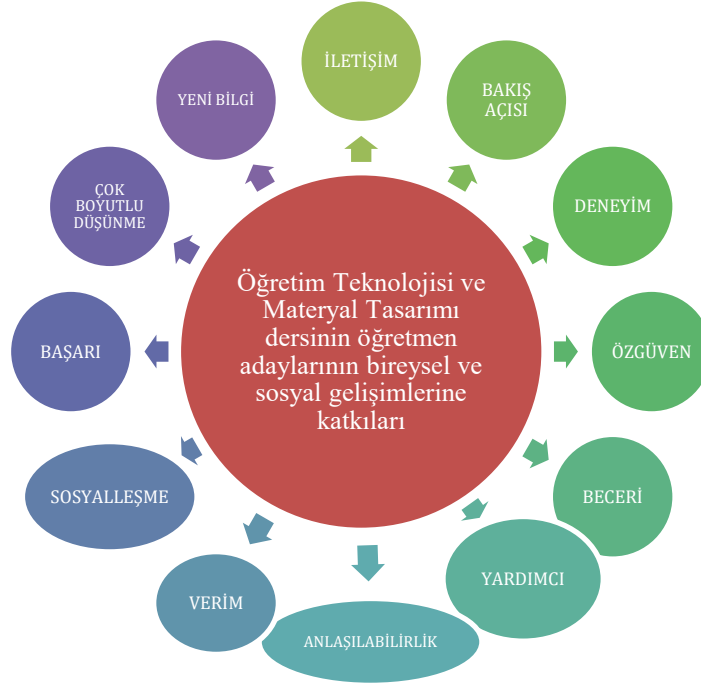 İLETİŞİM
BAKIŞ
AÇISI
DENEYİM
ÖZGÜVEN
BECERİ
YARDIMCI
ANLAŞILABİLİRLİK
VERİM
SOSYALLEŞME
BAŞARI
ÇOK
BOYUTLU
DÜŞÜNME
YENİ BİLGİ
Öğretim Teknolojisi ve
Materyal Tasarımı
dersinin öğretmen
adaylarının bireysel ve
sosyal gelişimlerine
katkıları